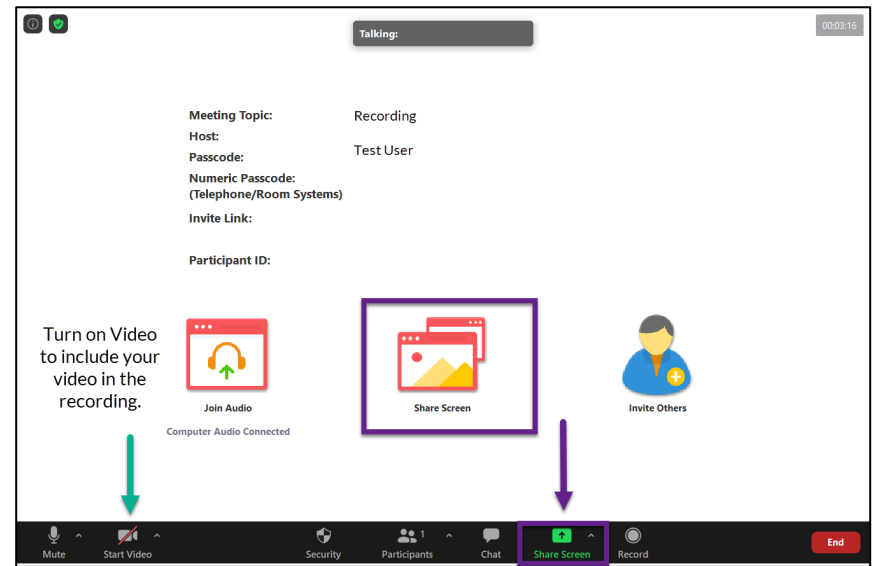 Talking:
00:03:16
Meeting Topic: Recording
Host:
Test User
Passcode:
Numeric Passcode:
(Telephone/Room Systems)
Invite Link:
Participant ID:
Turn on Video
to include your
video in the
recording.
Join Audio
Computer Audio Connected
Share Screen
Invite Others
Mute
Start Video
Security
1
Participants
Chat
Share Screen
Record
End